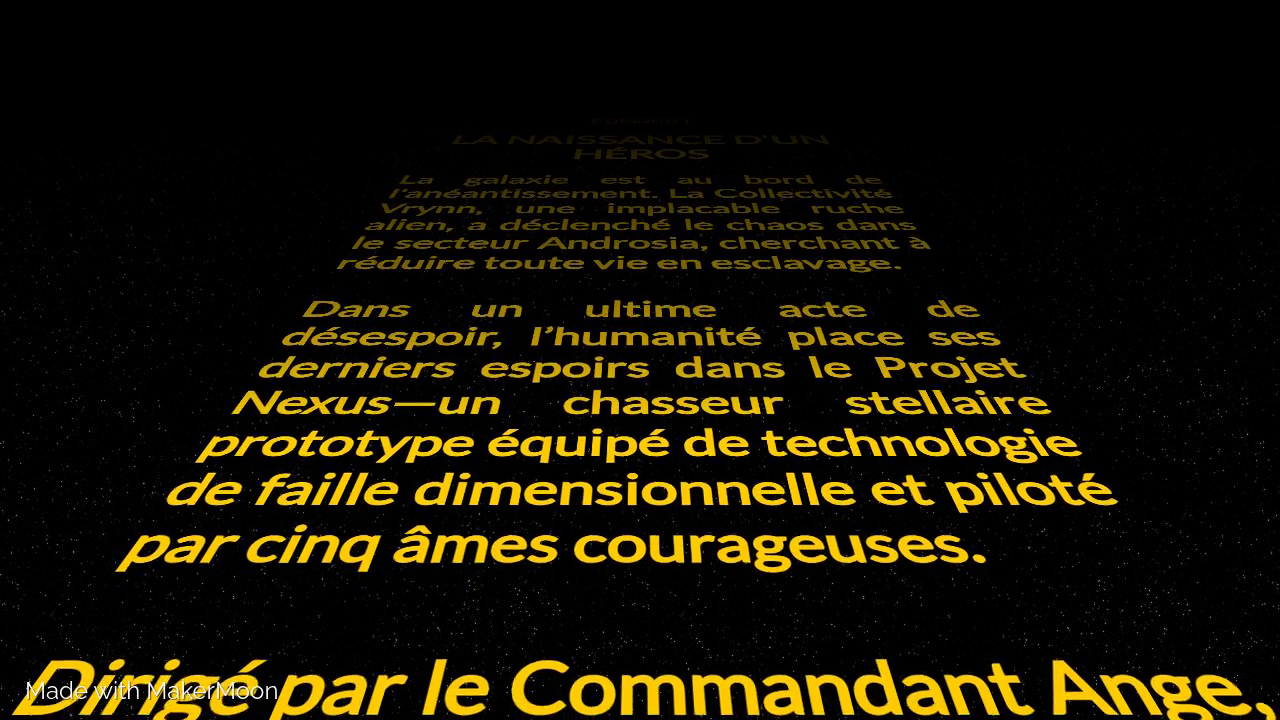 LA NAISSANCE D'UN
HÉROS
La galaxie est au bord de
l'anéantissement. La Collectivité
Vrynn, une implacable ruche
alien, a déclenché le chaos dans
le secteur Androsia, cherchant à
réduire toute vie en esclavage.
Dans un ultime acte de
désespoir, l’humanité place ses
derniers espoirs dans le Projet
Nexus—un chasseur stellaire
prototype équipé de technologie
de faille dimensionnelle et piloté
par cinq âmes courageuses.
Dirigé par le Commandant Ange,
Made with MakerMoon